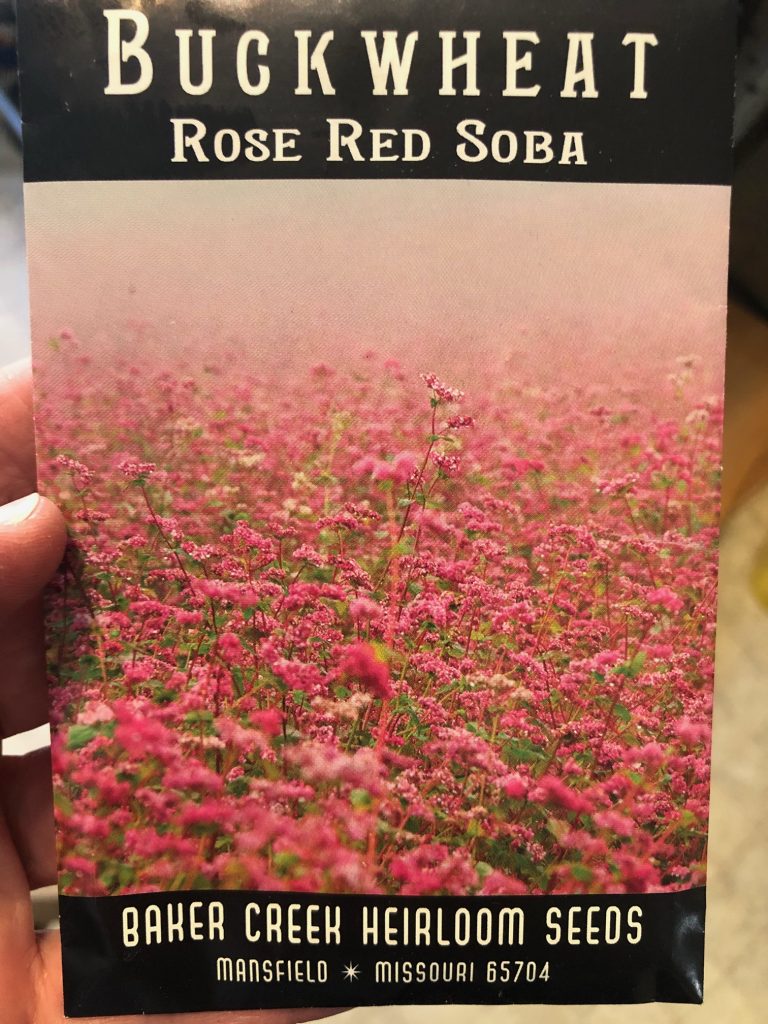 BUCKWHEAT
ROSE RED SOBA
BAKER CREEK HEIRLOOM SEEDS
MANSFIELD ✴ MISSOURI 65704